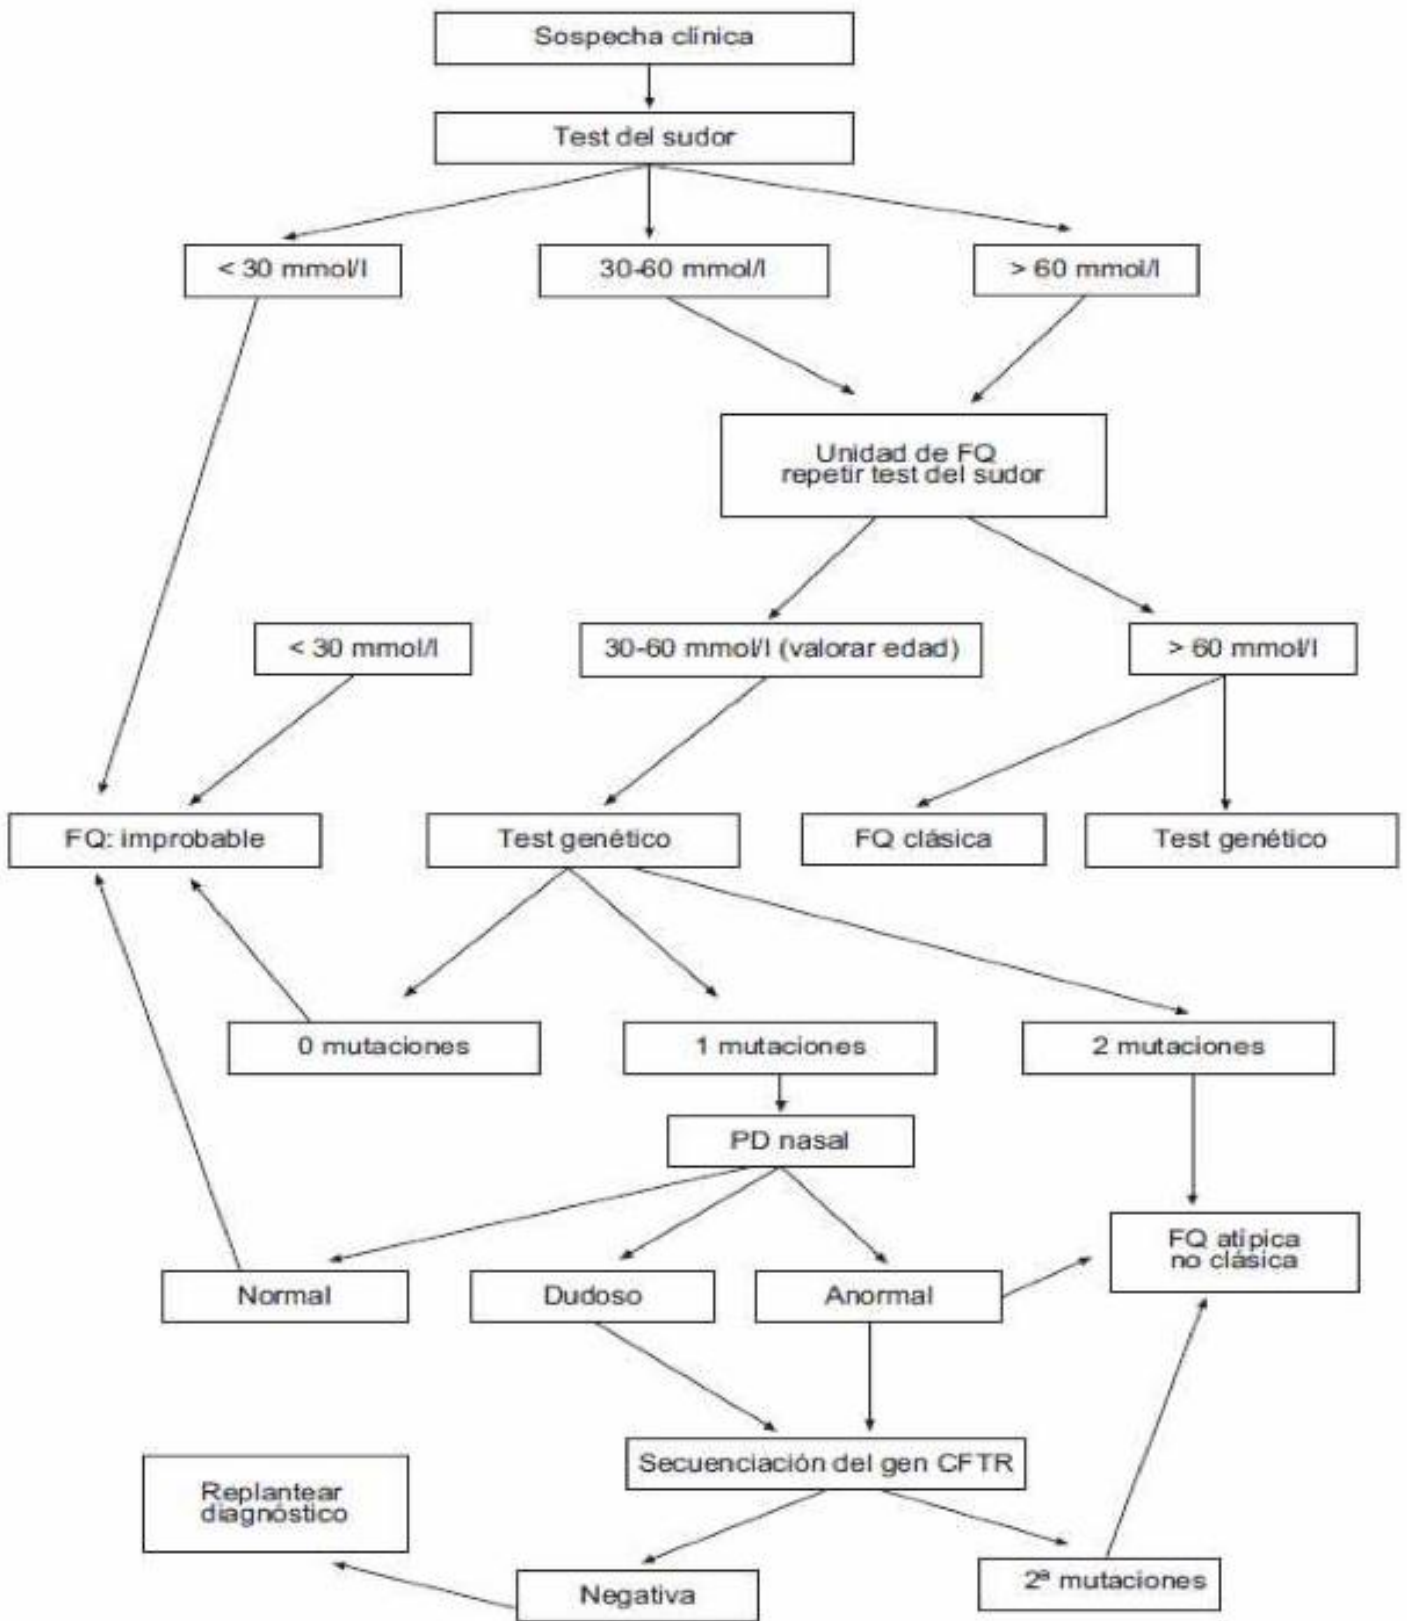 Sospecha clínica
Test del sudor
< 30 mmol/l
30-60 mmol/l
> 60 mmol/l
Unidad de FQ
repetir test del sudor
< 30 mmol/l
30-60 mmol/l (valorar edad)
> 60 mmol/l
FQ: improbable
Test genético
FQ clásica
Test genético
0 mutaciones
1 mutaciones
2 mutaciones
PD nasal
FQ atípica
no clásica
Normal
Dudoso
Anormal
Secuenciación del gen CFTR
Replantear
diagnóstico
Negativa
2ª mutaciones